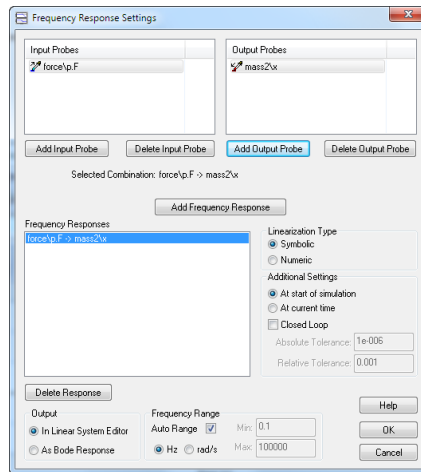 Frequency Response Settings
Input Probes
Output Probes
force\p.F
mass2\x
Add Input Probe
Delete Input Probe
Add Output Probe
Delete Output Probe
Selected Combination: force\p.F -> mass2\x
Add Frequency Response
Frequency Responses
force\p.F -> mass2\x
Linearization Type
Symbolic
Numeric
Additional Settings
At start of simulation
At current time
Closed Loop
Absolute Tolerance: 1e-006
Relative Tolerance: 0.001
Delete Response
Output
In Linear System Editor
As Bode Response
Frequency Range
Auto Range
Min: 0.1
Hz rad/s
Max: 100000
Help
OK
Cancel